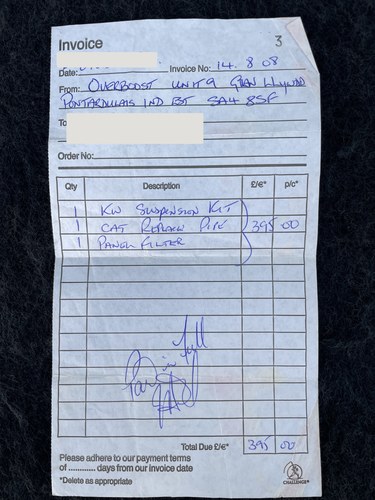 Invoice 3
Date: Invoice No: 14.8.08
From: OVERBOOST UNIT 9 GLAN LLWYD
PONTARDULAIS IND EST SA4 8SF
To
Order No:
Qty Description £/€* p/c*
1 KW SUSPENSION KIT
1 CAT REPLACE PIPE 395 00
1 PANEL FILTER
Paid in Full
Total Due £/€* 395 00
Please adhere to our payment terms
of ............ days from our invoice date
*Delete as appropriate
CHALLENGE